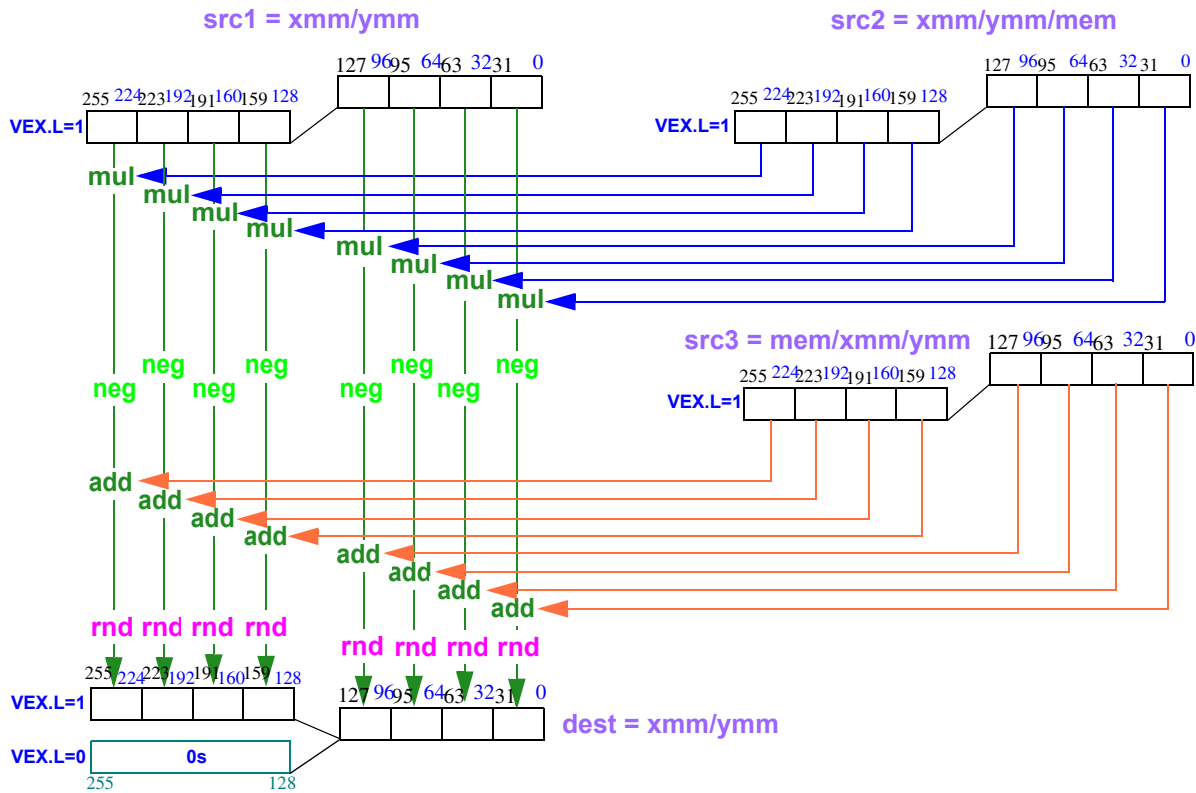 src1 = xmm/ymm
src2 = xmm/ymm/mem
127 96 95 64 63 32 31 0
127 96 95 64 63 32 31 0
255 224 223 192 191 160 159 128
255 224 223 192 191 160 159 128
VEX.L=1
VEX.L=1
mul
mul
mul
mul
mul
mul
mul
mul
src3 = mem/xmm/ymm
127 96 95 64 63 32 31 0
neg neg neg
neg neg neg neg neg
255 224 223 192 191 160 159 128
VEX.L=1
add
add
add
add
add
add
add
add
rnd rnd rnd rnd
rnd rnd rnd rnd
255 224 223 192 191 160 159 128
127 96 95 64 63 32 31 0
VEX.L=1
dest = xmm/ymm
VEX.L=0 0s
255 128